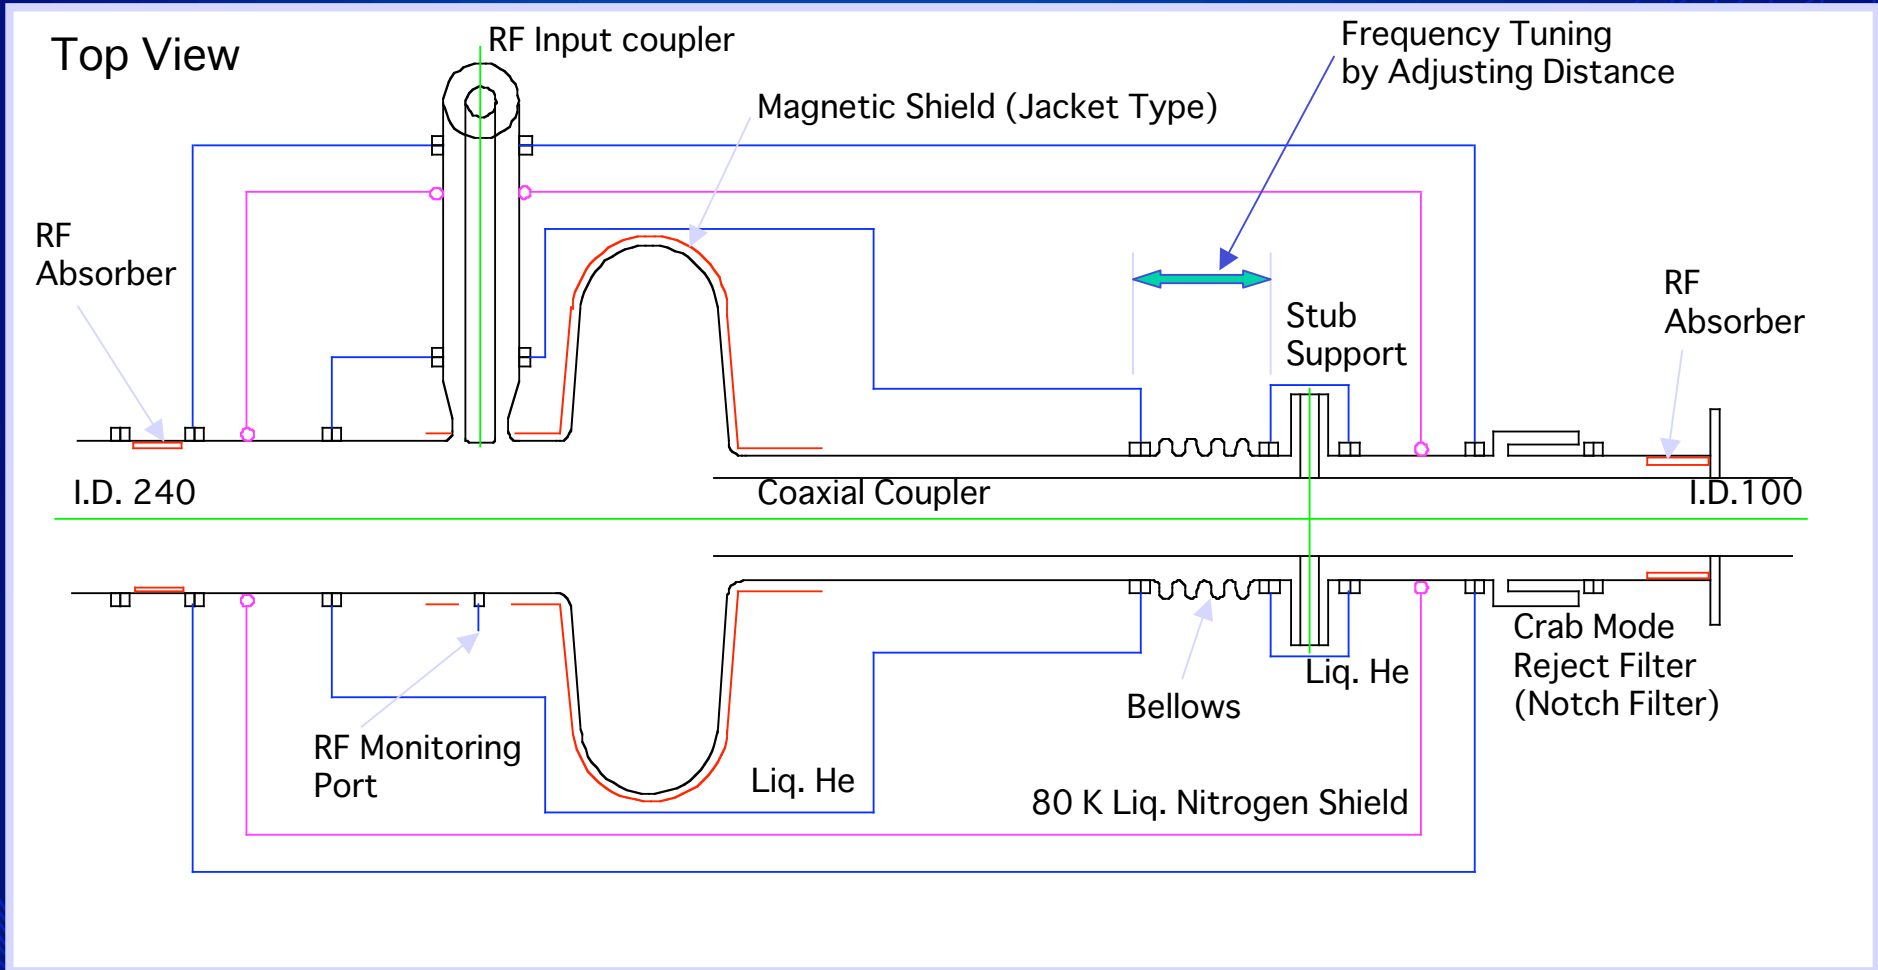 Top View
RF Input coupler
Frequency Tuning
by Adjusting Distance
Magnetic Shield (Jacket Type)
RF
Absorber
RF
Absorber
Stub
Support
I.D. 240
Coaxial Coupler
I.D.100
Crab Mode
Reject Filter
(Notch Filter)
Liq. He
Bellows
RF Monitoring
Port
Liq. He
80 K Liq. Nitrogen Shield